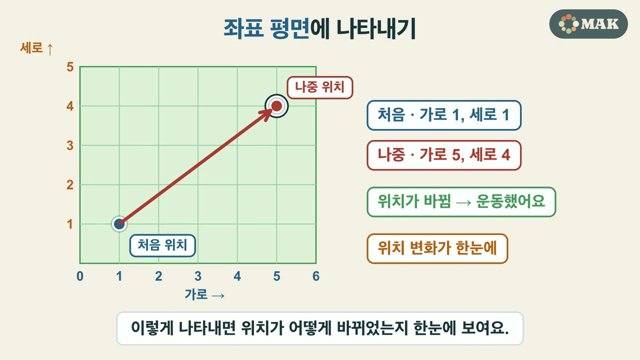 좌표 평면에 나타내기
MAK
세로 ↑
5
4
3
2
1
0 1 2 3 4 5 6
가로 →
나중 위치
처음 위치
처음 · 가로 1, 세로 1
나중 · 가로 5, 세로 4
위치가 바뀜 → 운동했어요
위치 변화가 한눈에
이렇게 나타내면 위치가 어떻게 바뀌었는지 한눈에 보여요.